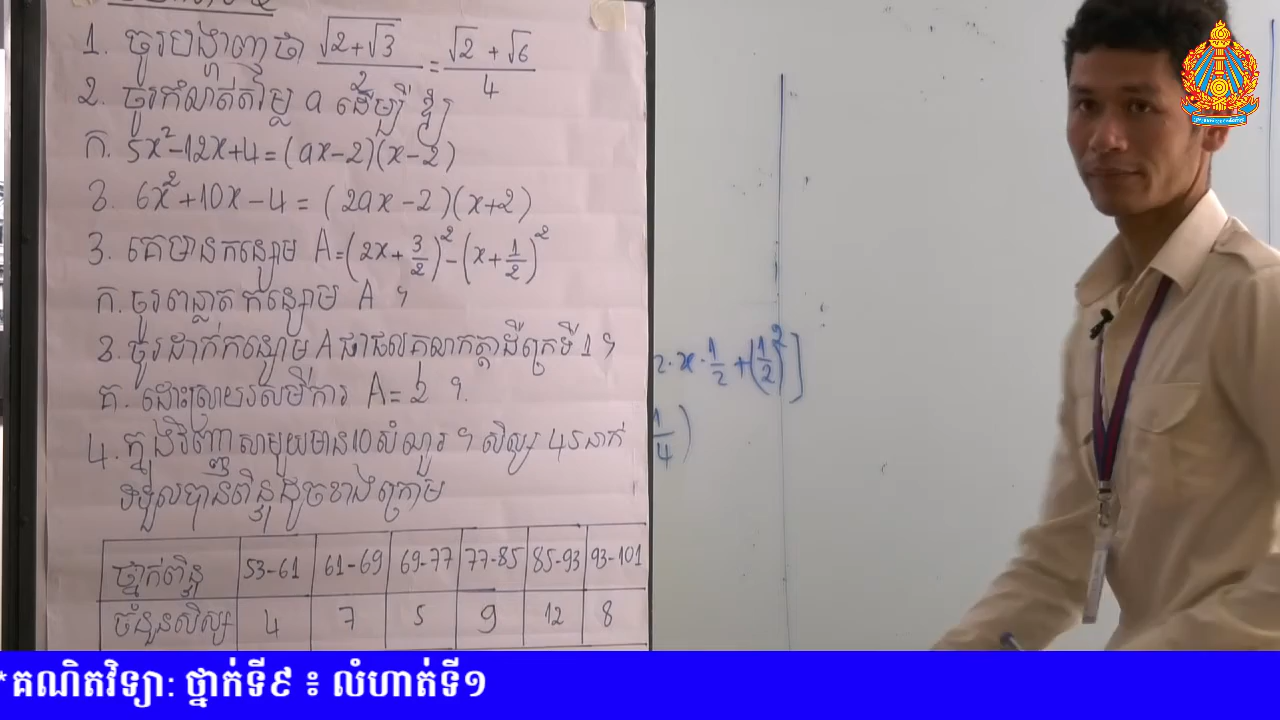 1. ចូរបង្ហាញថា √2+√3 / 2 = √2 + √6 / 4
2. ចូរកំណត់តម្លៃ a ដើម្បីឱ្យ
ក. 5x²-12x+4=(ax-2)(x-2)
ខ. 6x²+10x-4=(2ax-2)(x+2)
3. គេមានកន្សោម A=(2x+3/2)²-(x+1/2)²
ក. ចូរពន្លាតកន្សោម A ។
ខ. ចូរដាក់កន្សោម A ជាផលគុណកត្តាដឺក្រេទី 1 ។
គ. ដោះស្រាយសមីការ A=2 ។
4. ក្នុងវិញ្ញាសាមួយមាន 10 សំណួរ ។ សិស្ស 45 នាក់
ទទួលបានពិន្ទុដូចខាងក្រោម
ថ្នាក់ពិន្ទុ 53-61 61-69 69-77 77-85 85-93 93-101
ចំនួនសិស្ស 4 7 5 9 12 8
2·x·1/2+(1/2)²]
1/4)
*គណិតវិទ្យា: ថ្នាក់ទី៩ ៖ លំហាត់ទី១